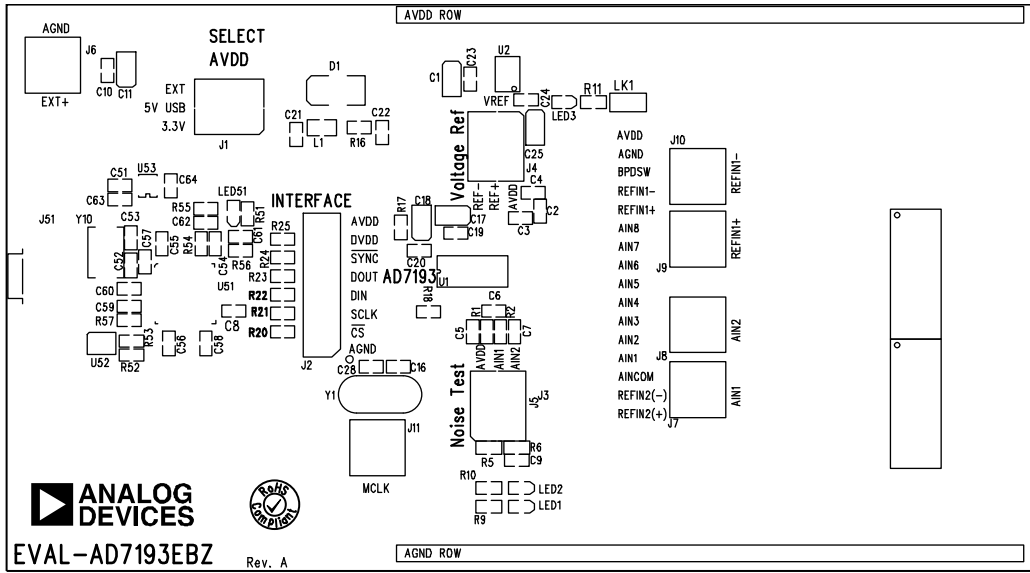 AVDD ROW
AGND
J6
EXT+
C10
C11
SELECT
AVDD
EXT
5V USB
3.3V
J1
D1
C21
L1
R16
C22
C1
C23
U2
VREF
C24
LED3
R11
LK1
Voltage Ref
J4
C25
REF-
REF+
AVDD
C4
C2
C3
AVDD
AGND
BPDSW
REFIN1-
REFIN1+
AIN8
AIN7
AIN6
AIN5
AIN4
AIN3
AIN2
AIN1
AINCOM
REFIN2(-)
REFIN2(+)
J10
REFIN1-
J9
REFIN1+
J8
AIN2
J7
AIN1
C51
U53
C64
C63
R55
C62
LED51
R51
J51
Y10
C53
C57
C55
R54
C54
C61
R56
C52
C60
C59
R57
U51
C8
R53
U52
R52
C56
C58
INTERFACE
R25
R24
R23
R22
R21
R20
AVDD
DVDD
SYNC
DOUT
DIN
SCLK
CS
AGND
J2
R17
C18
C17
C19
C20
AD7193
U1
R18
C6
C5
R1
R2
C7
AVDD
AIN1
AIN2
C28
C16
Y1
J11
MCLK
Noise Test
J5
J3
R5
R6
C9
R10
LED2
R9
LED1
ANALOG
DEVICES
RoHS
Compliant
EVAL-AD7193EBZ
Rev. A
AGND ROW